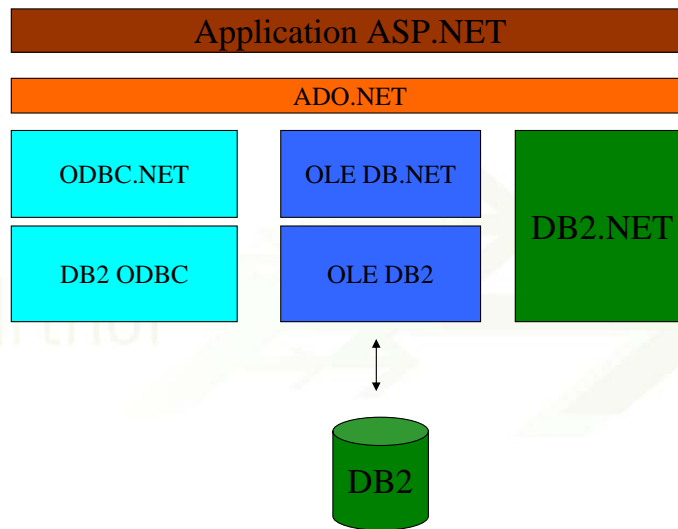 Application ASP.NET
ADO.NET
ODBC.NET
OLE DB.NET
DB2.NET
DB2 ODBC
OLE DB2
DB2